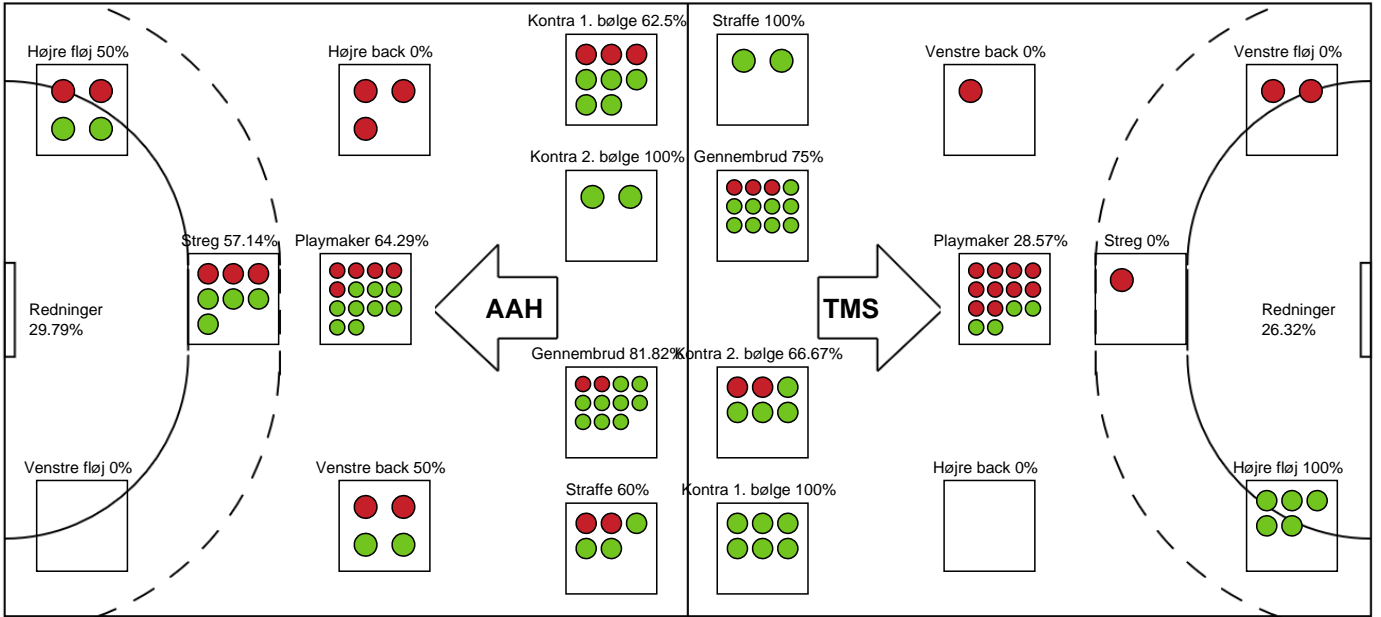 Kontra 1. bølge 62.5%
Straffe 100%
Højre fløj 50%
Højre back 0%
Venstre back 0%
Venstre fløj 0%
Kontra 2. bølge 100%
Gennembrud 75%
Streg 57.14%
Playmaker 64.29%
Playmaker 28.57%
Streg 0%
Redninger
29.79%
AAH
TMS
Redninger
26.32%
Gennembrud 81.82%
Kontra 2. bølge 66.67%
Venstre fløj 0%
Venstre back 50%
Højre back 0%
Højre fløj 100%
Straffe 60%
Kontra 1. bølge 100%